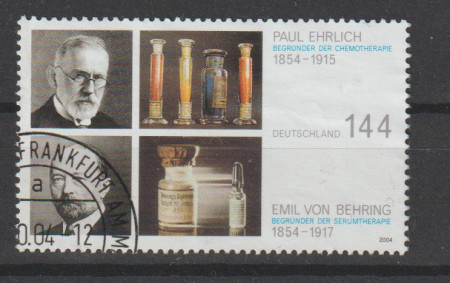 PAUL EHRLICH
BEGRÜNDER DER CHEMOTHERAPIE
1854–1915
DEUTSCHLAND 144
FRANKFURT AM M
a
0.04 - 12
EMIL VON BEHRING
BEGRÜNDER DER SERUMTHERAPIE
1854–1917
2004